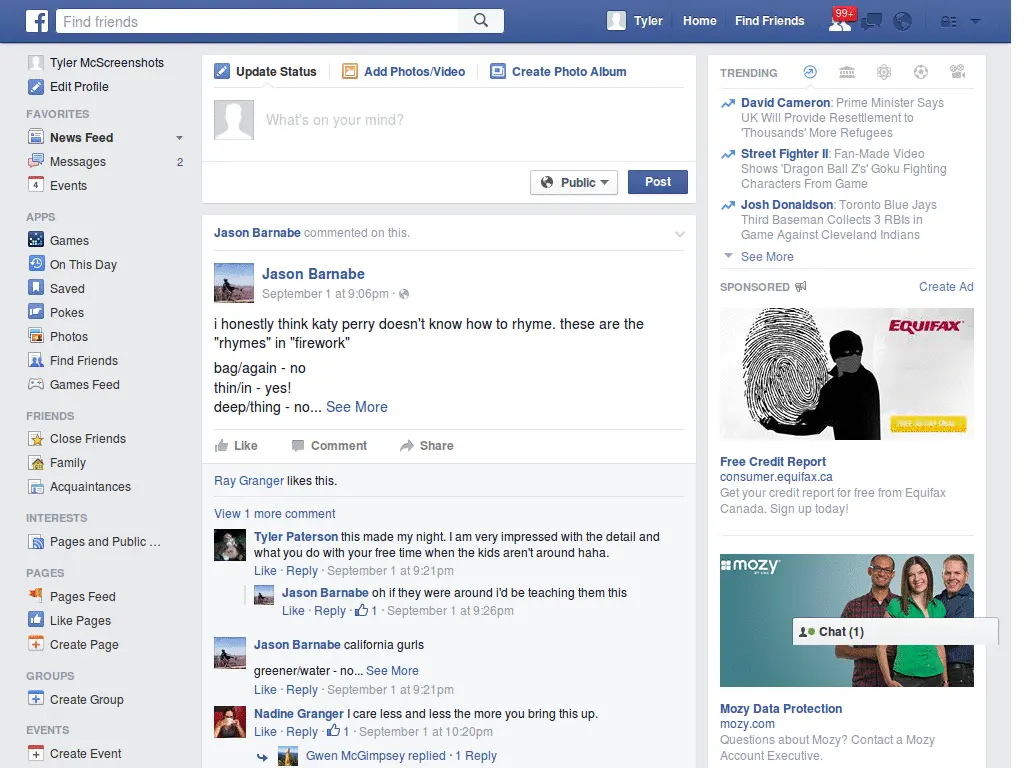 Find friends
Tyler
Home
Find Friends
99+
Tyler McScreenshots
Edit Profile
FAVORITES
News Feed
Messages 2
4 Events
APPS
Games
On This Day
Saved
Pokes
Photos
Find Friends
Games Feed
FRIENDS
Close Friends
Family
Acquaintances
INTERESTS
Pages and Public ...
PAGES
Pages Feed
Like Pages
Create Page
GROUPS
Create Group
EVENTS
Create Event
Update Status Add Photos/Video Create Photo Album
What's on your mind?
Public Post
Jason Barnabe commented on this.
Jason Barnabe
September 1 at 9:06pm ·
i honestly think katy perry doesn't know how to rhyme. these are the
"rhymes" in "firework"
bag/again - no
thin/in - yes!
deep/thing - no... See More
Like Comment Share
Ray Granger likes this.
View 1 more comment
Tyler Paterson this made my night. I am very impressed with the detail and
what you do with your free time when the kids aren't around haha.
Like · Reply · September 1 at 9:21pm
Jason Barnabe oh if they were around i'd be teaching them this
Like · Reply · 1 · September 1 at 9:26pm
Jason Barnabe california gurls
greener/water - no... See More
Like · Reply · September 1 at 9:21pm
Nadine Granger I care less and less the more you bring this up.
Like · Reply · 1 · September 1 at 10:20pm
Gwen McGimpsey replied · 1 Reply
TRENDING
David Cameron: Prime Minister Says
UK Will Provide Resettlement to
'Thousands' More Refugees
Street Fighter II: Fan-Made Video
Shows 'Dragon Ball Z's' Goku Fighting
Characters From Game
Josh Donaldson: Toronto Blue Jays
Third Baseman Collects 3 RBIs in
Game Against Cleveland Indians
See More
SPONSORED Create Ad
EQUIFAX
Free Credit Report
consumer.equifax.ca
Get your credit report for free from Equifax
Canada. Sign up today!
mozy
Chat (1)
Mozy Data Protection
mozy.com
Questions about Mozy? Contact a Mozy
Account Executive.